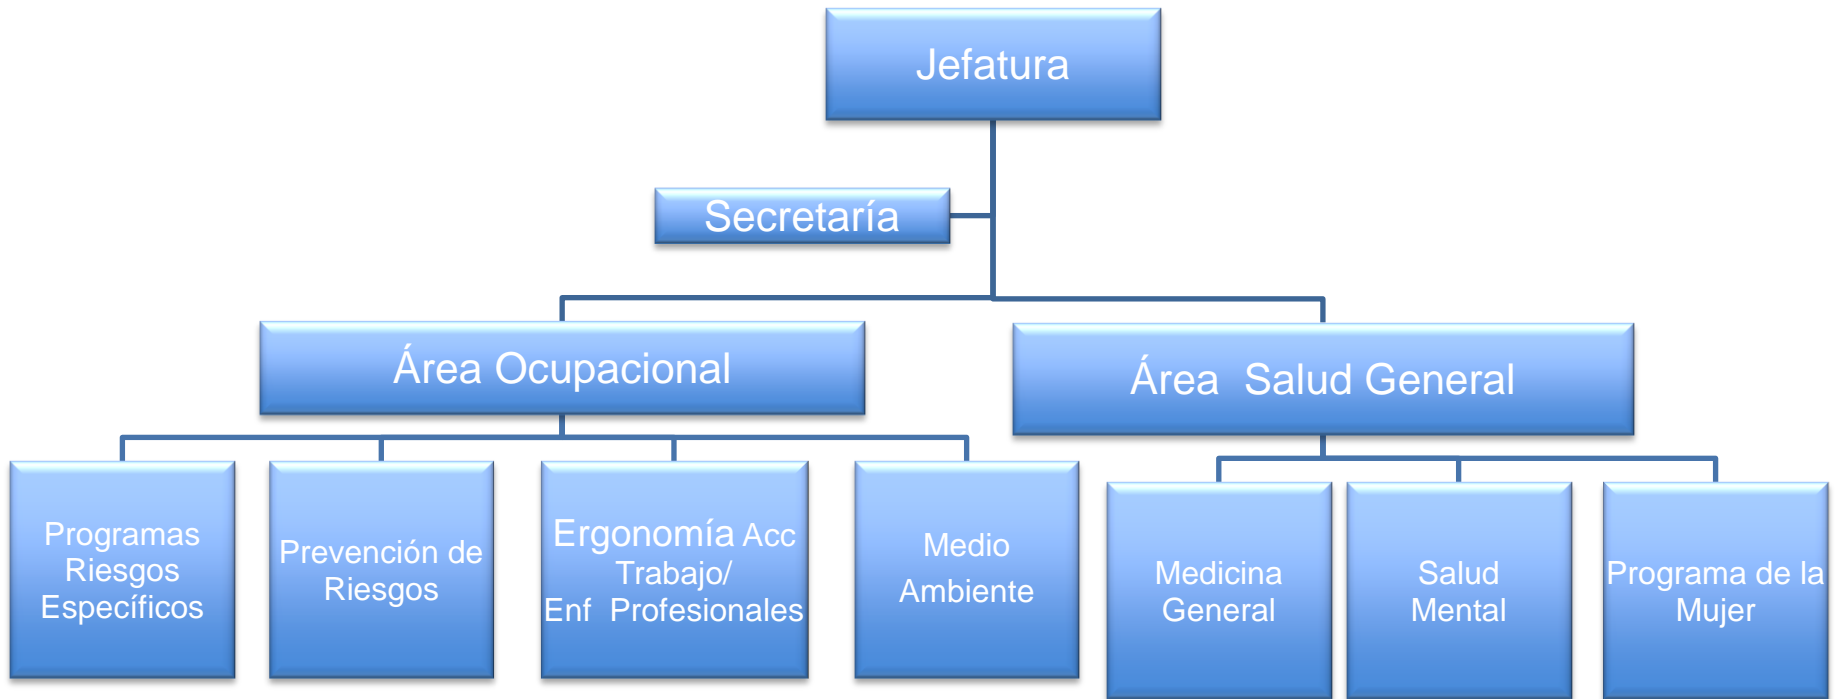 Jefatura
Secretaría
Área Ocupacional
Área Salud General
Programas
Riesgos
Específicos
Prevención de
Riesgos
Ergonomía Acc
Trabajo/
Enf Profesionales
Medio
Ambiente
Medicina
General
Salud
Mental
Programa de la
Mujer